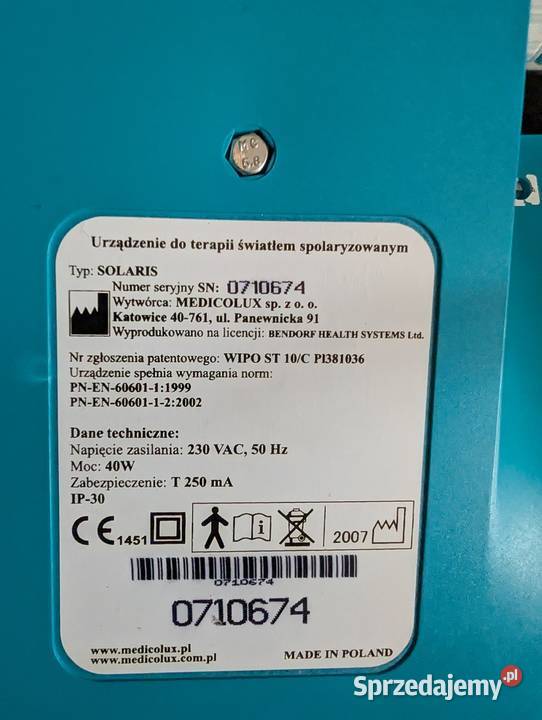 MC
6.8
Urządzenie do terapii światłem spolaryzowanym
Typ: SOLARIS
Numer seryjny SN: 0710674
Wytwórca: MEDICOLUX sp. z o. o.
Katowice 40-761, ul. Panewnicka 91
Wyprodukowano na licencji: BENDORF HEALTH SYSTEMS Ltd.
Nr zgłoszenia patentowego: WIPO ST 10/C PI381036
Urządzenie spełnia wymagania norm:
PN-EN-60601-1:1999
PN-EN-60601-1-2:2002
Dane techniczne:
Napięcie zasilania: 230 VAC, 50 Hz
Moc: 40W
Zabezpieczenie: T 250 mA
IP-30
CE 1451 i 2007
0710674
0710674
www.medicolux.pl
www.medicolux.com.pl MADE IN POLAND
Sprzedajemy.pl